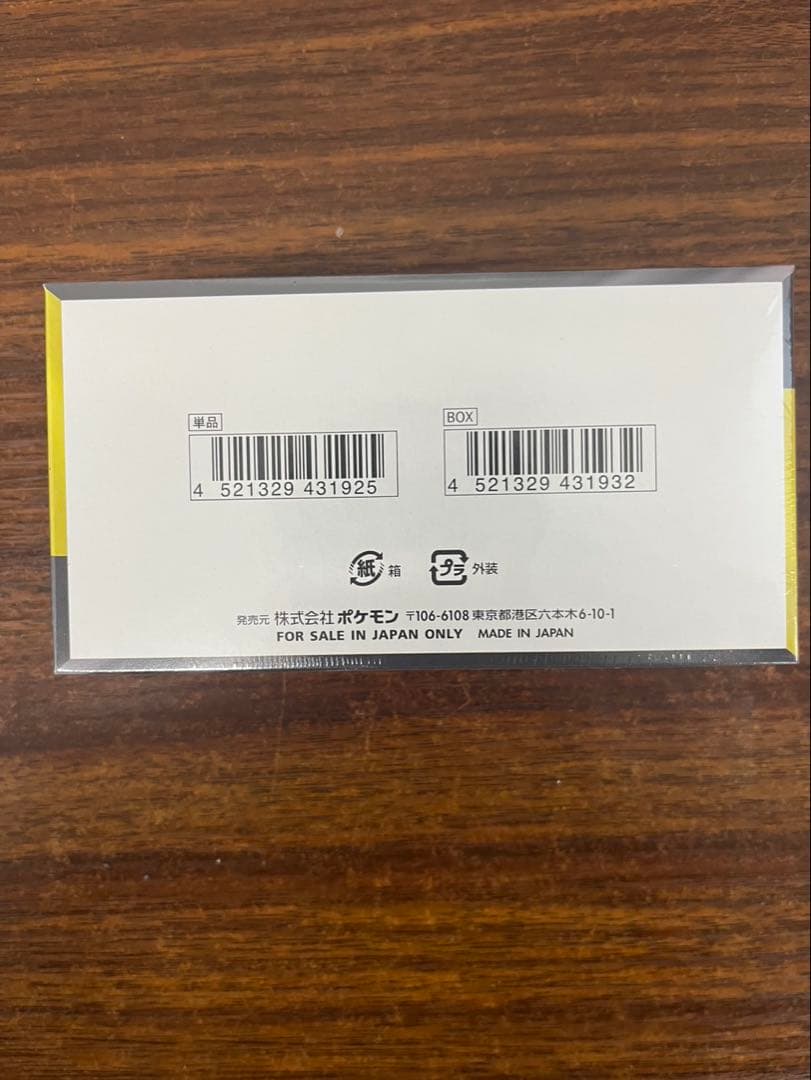 単品
BOX
4 521329 431925
4 521329 431932
紙 箱
プラ 外装
発売元 株式会社 ポケモン 〒106-6108 東京都港区六本木6-10-1
FOR SALE IN JAPAN ONLY MADE IN JAPAN